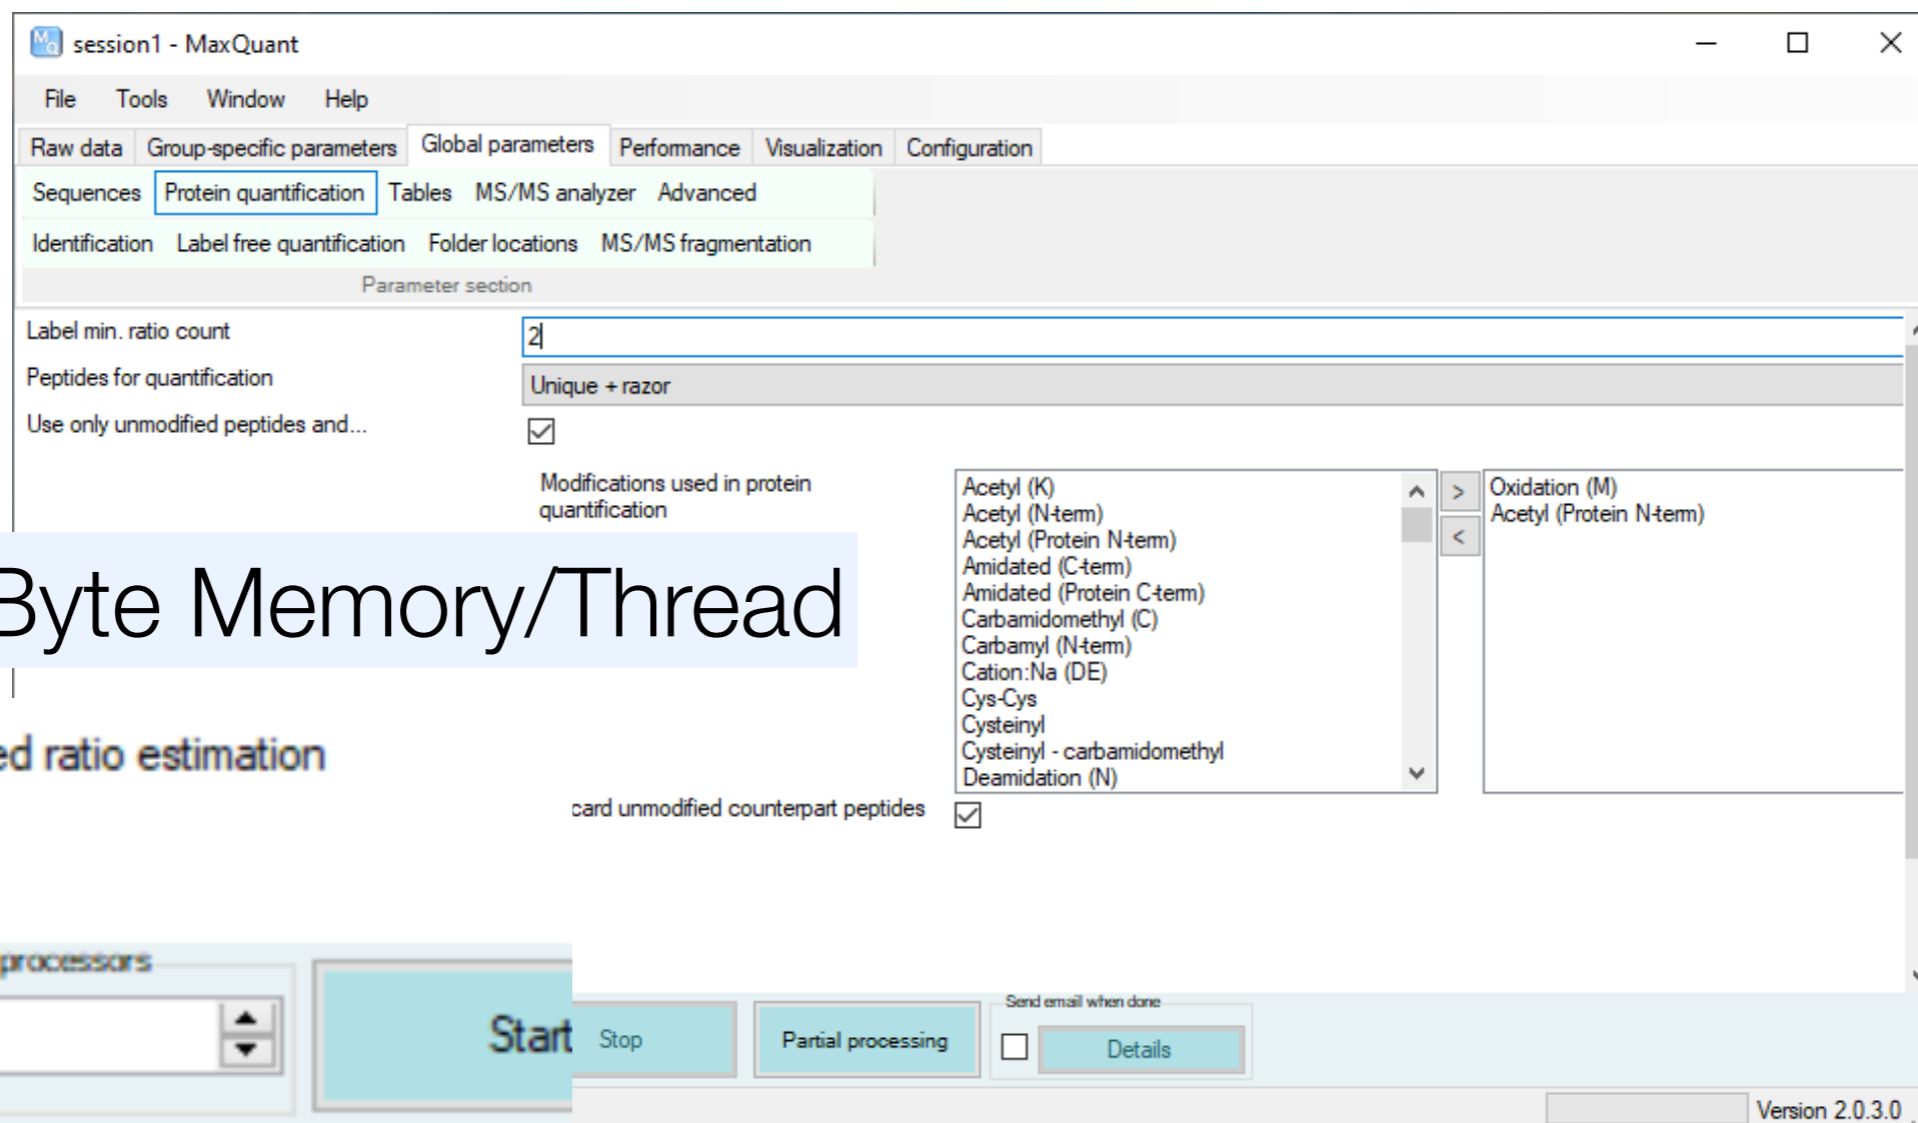 session1 - MaxQuant
File Tools Window Help
Raw data Group-specific parameters Global parameters Performance Visualization Configuration
Sequences Protein quantification Tables MS/MS analyzer Advanced
Identification Label free quantification Folder locations MS/MS fragmentation
Parameter section
Label min. ratio count 2
Peptides for quantification Unique + razor
Use only unmodified peptides and...
Modifications used in protein
quantification
Acetyl (K)
Acetyl (N-term)
Acetyl (Protein N-term)
Amidated (C-term)
Amidated (Protein C-term)
Carbamidomethyl (C)
Carbamyl (N-term)
Cation:Na (DE)
Cys-Cys
Cysteinyl
Cysteinyl - carbamidomethyl
Deamidation (N)
>
<
Oxidation (M)
Acetyl (Protein N-term)
Byte Memory/Thread
ed ratio estimation
card unmodified counterpart peptides
processors
Start Stop Partial processing
Send email when done
Details
Version 2.0.3.0